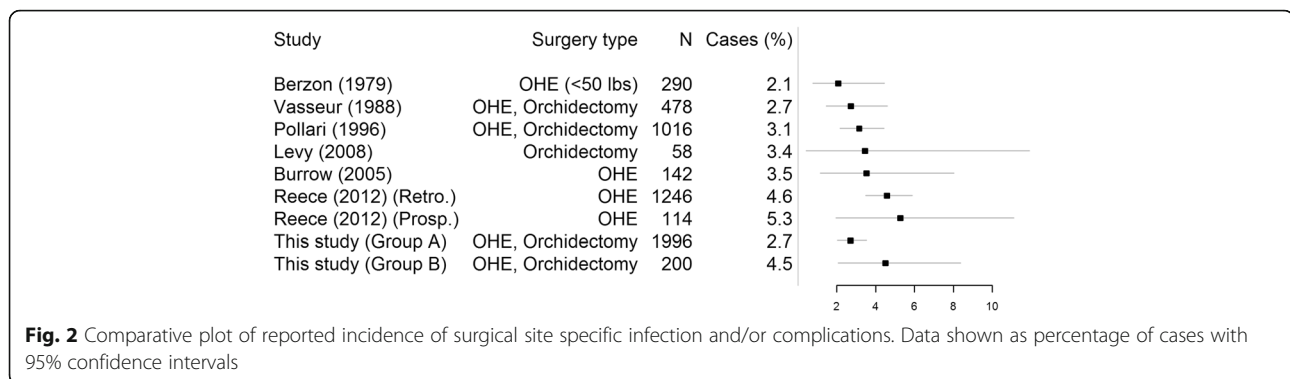 Study Surgery type N Cases (%)
Berzon (1979) OHE (<50 lbs) 290 2.1
Vasseur (1988) OHE, Orchidectomy 478 2.7
Pollari (1996) OHE, Orchidectomy 1016 3.1
Levy (2008) Orchidectomy 58 3.4
Burrow (2005) OHE 142 3.5
Reece (2012) (Retro.) OHE 1246 4.6
Reece (2012) (Prosp.) OHE 114 5.3
This study (Group A) OHE, Orchidectomy 1996 2.7
This study (Group B) OHE, Orchidectomy 200 4.5
2 4 6 8 10
Fig. 2 Comparative plot of reported incidence of surgical site specific infection and/or complications. Data shown as percentage of cases with
95% confidence intervals